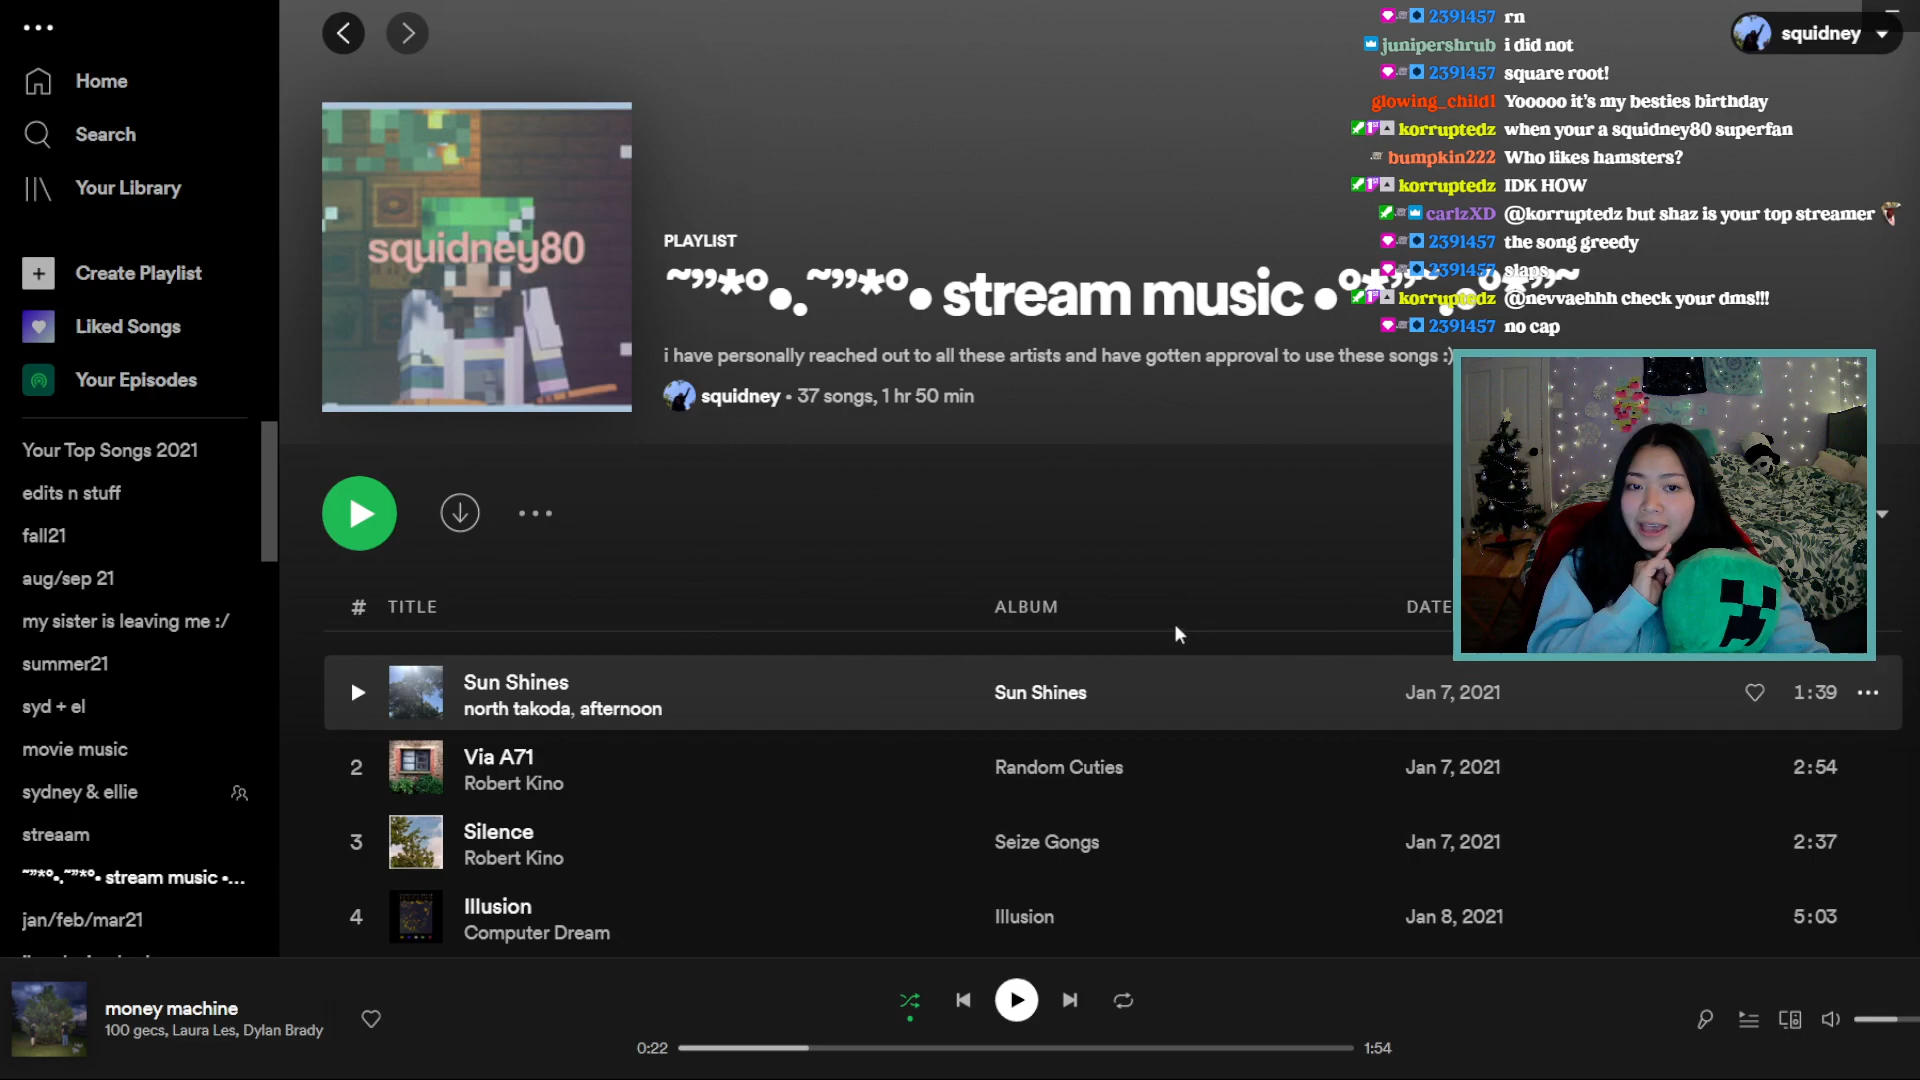 Home
Search
Your Library
Create Playlist
Liked Songs
Your Episodes
Your Top Songs 2021
edits n stuff
fall21
aug/sep 21
my sister is leaving me :/
summer21
syd + el
movie music
sydney & ellie
streaam
~”*°•.~”*°• stream music •...
jan/feb/mar21
squidney80
PLAYLIST
~”*°•.~”*°• stream music •°*”~.•°*”~
i have personally reached out to all these artists and have gotten approval to use these songs :)
squidney • 37 songs, 1 hr 50 min
squidney
2391457 rn
junipershrub i did not
2391457 square root!
glowing_child1 Yooooo it’s my besties birthday
korruptedz when your a squidney80 superfan
bumpkin222 Who likes hamsters?
korruptedz IDK HOW
carlzXD @korruptedz but shaz is your top streamer
2391457 the song greedy
2391457 slaps
korruptedz @nevvaehhh check your dms!!!
2391457 no cap
# TITLE ALBUM DATE
Sun Shines
north takoda, afternoon
Sun Shines Jan 7, 2021 1:39
2 Via A71
Robert Kino
Random Cuties Jan 7, 2021 2:54
3 Silence
Robert Kino
Seize Gongs Jan 7, 2021 2:37
4 Illusion
Computer Dream
Illusion Jan 8, 2021 5:03
money machine
100 gecs, Laura Les, Dylan Brady
0:22 1:54